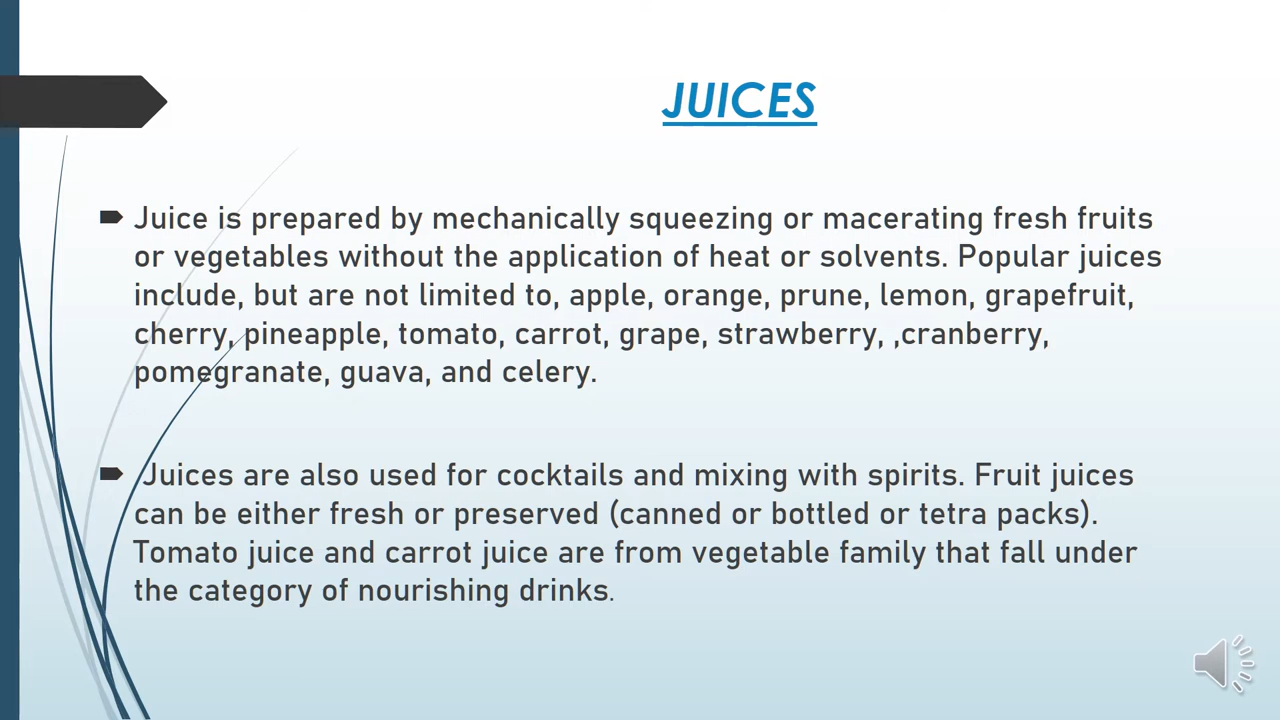 JUICES
Juice is prepared by mechanically squeezing or macerating fresh fruits
or vegetables without the application of heat or solvents. Popular juices
include, but are not limited to, apple, orange, prune, lemon, grapefruit,
cherry, pineapple, tomato, carrot, grape, strawberry, ,cranberry,
pomegranate, guava, and celery.
Juices are also used for cocktails and mixing with spirits. Fruit juices
can be either fresh or preserved (canned or bottled or tetra packs).
Tomato juice and carrot juice are from vegetable family that fall under
the category of nourishing drinks.